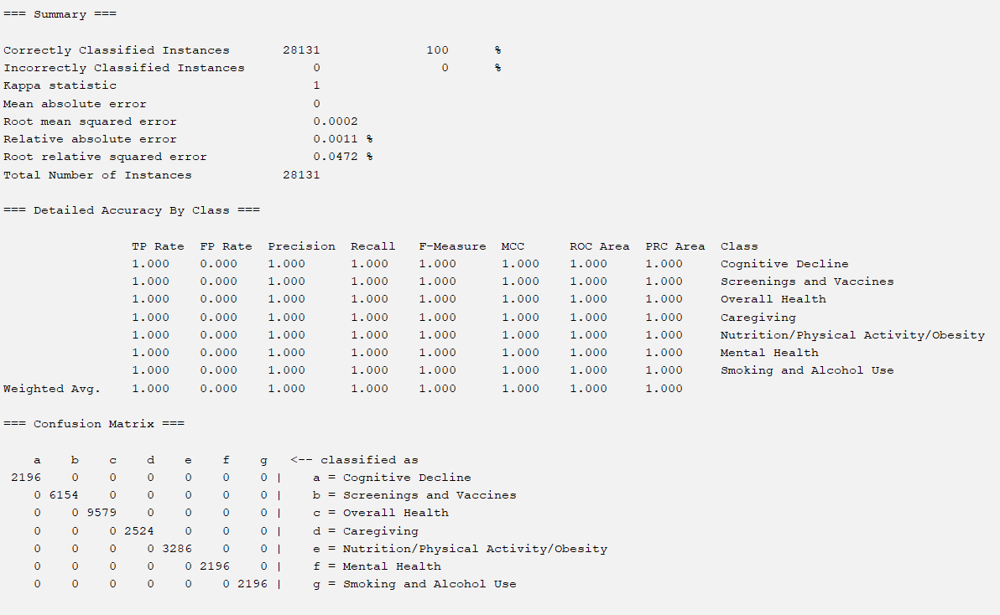 === Summary ===
Correctly Classified Instances 28131 100 %
Incorrectly Classified Instances 0 0 %
Kappa statistic 1
Mean absolute error 0
Root mean squared error 0.0002
Relative absolute error 0.0011 %
Root relative squared error 0.0472 %
Total Number of Instances 28131
=== Detailed Accuracy By Class ===
TP Rate FP Rate Precision Recall F-Measure MCC ROC Area PRC Area Class
1.000 0.000 1.000 1.000 1.000 1.000 1.000 1.000 Cognitive Decline
1.000 0.000 1.000 1.000 1.000 1.000 1.000 1.000 Screenings and Vaccines
1.000 0.000 1.000 1.000 1.000 1.000 1.000 1.000 Overall Health
1.000 0.000 1.000 1.000 1.000 1.000 1.000 1.000 Caregiving
1.000 0.000 1.000 1.000 1.000 1.000 1.000 1.000 Nutrition/Physical Activity/Obesity
1.000 0.000 1.000 1.000 1.000 1.000 1.000 1.000 Mental Health
1.000 0.000 1.000 1.000 1.000 1.000 1.000 1.000 Smoking and Alcohol Use
Weighted Avg. 1.000 0.000 1.000 1.000 1.000 1.000 1.000 1.000
=== Confusion Matrix ===
a b c d e f g <-- classified as
2196 0 0 0 0 0 0 | a = Cognitive Decline
0 6154 0 0 0 0 0 | b = Screenings and Vaccines
0 0 9579 0 0 0 0 | c = Overall Health
0 0 0 2524 0 0 0 | d = Caregiving
0 0 0 0 3286 0 0 | e = Nutrition/Physical Activity/Obesity
0 0 0 0 0 2196 0 | f = Mental Health
0 0 0 0 0 0 2196 | g = Smoking and Alcohol Use